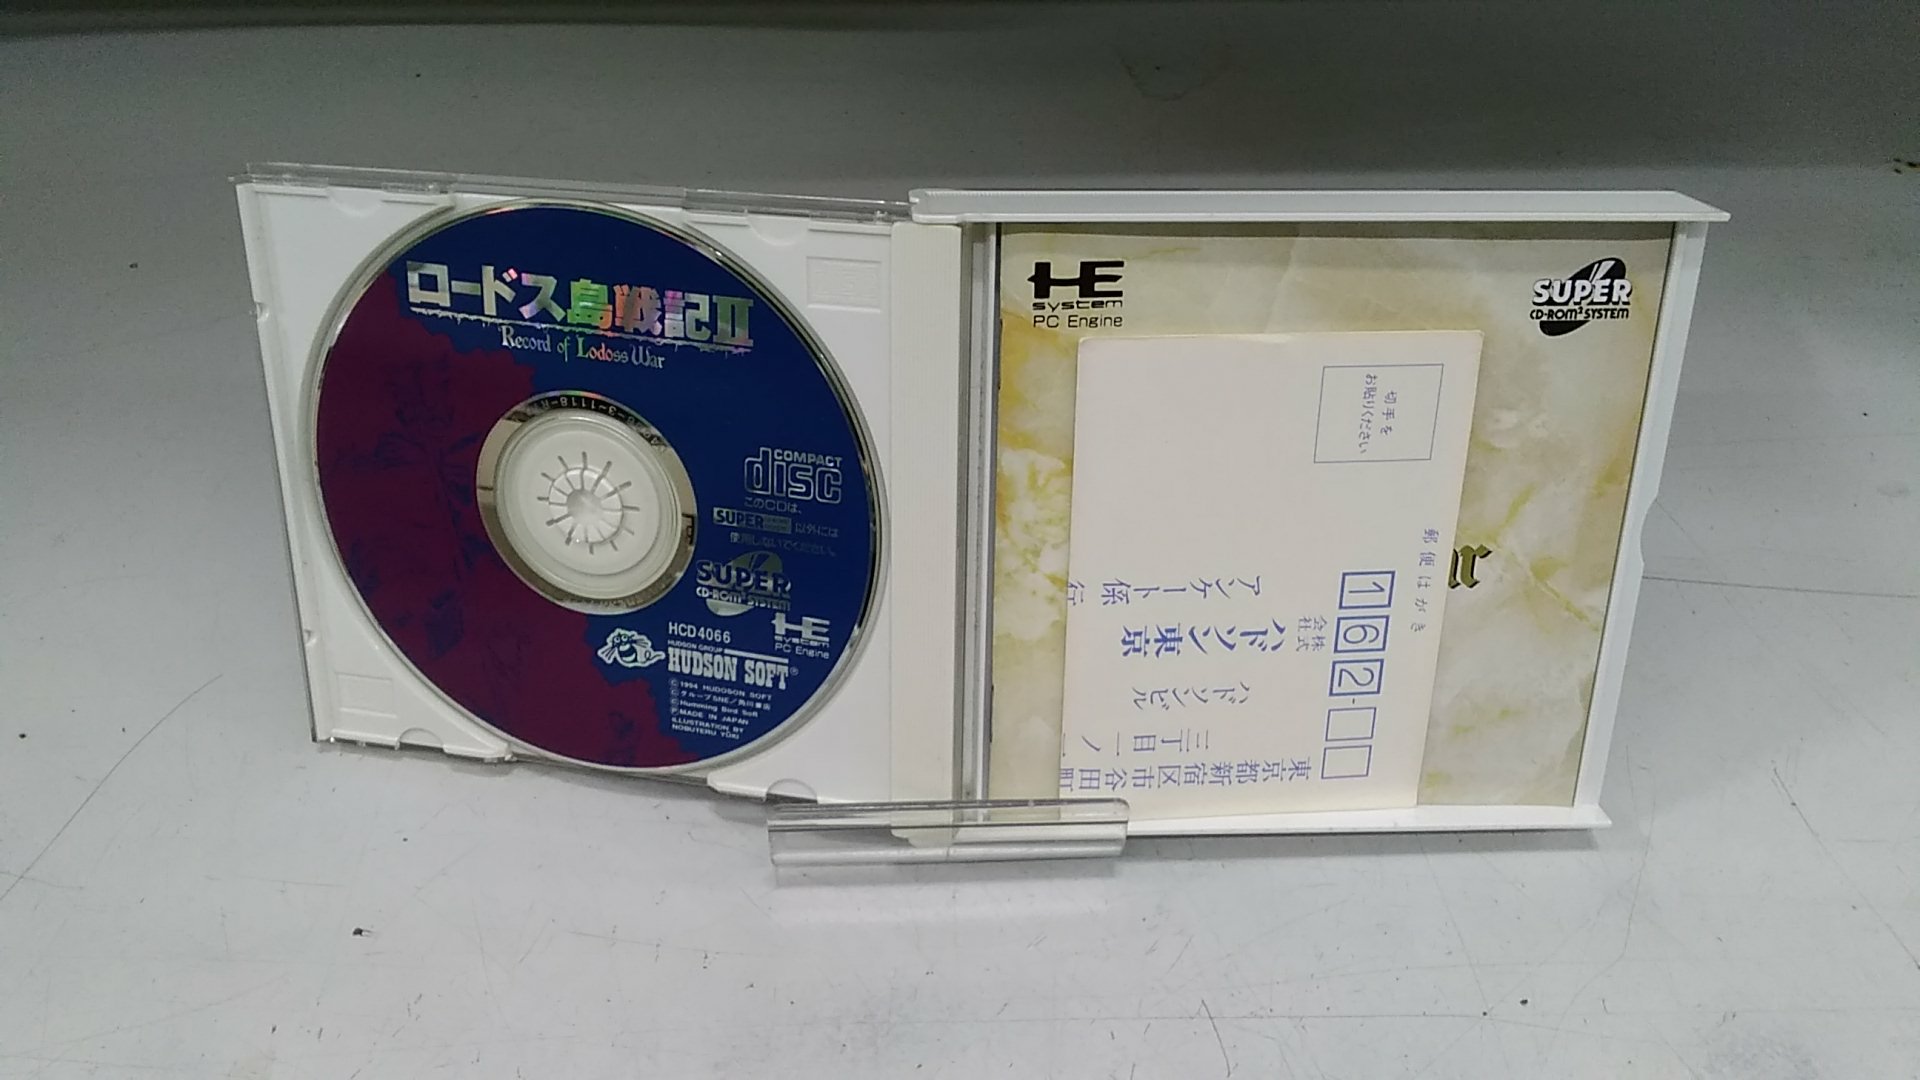 ロードス島戦記II
Record of Lodoss War
COMPACT
disc
このCDは、
SUPER 以外には
使用しないでください。
SUPER
CD-ROM² SYSTEM
HE
system
PC Engine
HCD4066
HUDSON GROUP
HUDSON SOFT®
©1994 HUDOSON SOFT
©グループSNE/角川書店
©Humming Bird Soft
℗MADE IN JAPAN
ILLUSTRATION BY
NOBUTERU YUKI
HE
system
PC Engine
SUPER
CD-ROM² SYSTEM
切手を
お貼りください
郵便はがき
162-
東京都新宿区市谷田町
三丁目一ノ一
ハドソンビル
株式
会社
ハドソン東京
アンケート係 行